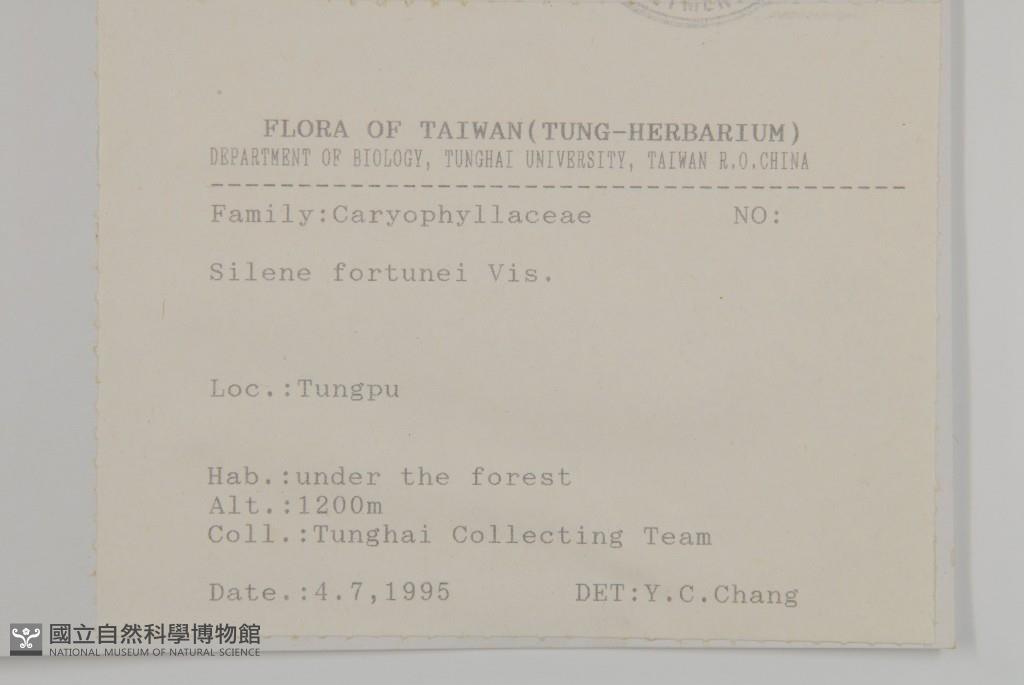 FLORA OF TAIWAN(TUNG-HERBARIUM)
DEPARTMENT OF BIOLOGY, TUNGHAI UNIVERSITY, TAIWAN R.O.CHINA
Family:Caryophyllaceae NO:
Silene fortunei Vis.
Loc.:Tungpu
Hab.:under the forest
Alt.:1200m
Coll.:Tunghai Collecting Team
Date.:4.7,1995 DET:Y.C.Chang
國立自然科學博物館
NATIONAL MUSEUM OF NATURAL SCIENCE